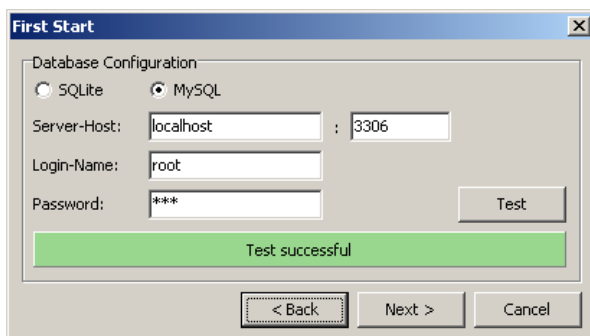 First Start
Database Configuration
SQLite MySQL
Server-Host: localhost : 3306
Login-Name: root
Password: ***
Test
Test successful
< Back Next > Cancel